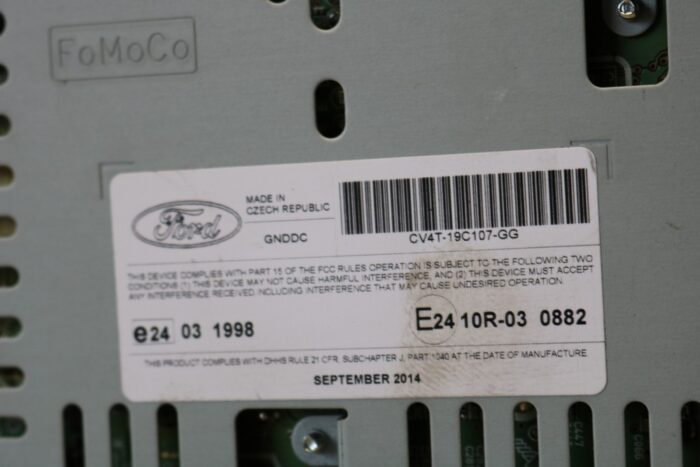 FoMoCo
Ford
MADE IN
CZECH REPUBLIC
GNDDC
CV4T-19C107-GG
THIS DEVICE COMPLIES WITH PART 15 OF THE FCC RULES OPERATION IS SUBJECT TO THE FOLLOWING TWO
CONDITIONS (1) THIS DEVICE MAY NOT CAUSE HARMFUL INTERFERENCE, AND (2) THIS DEVICE MUST ACCEPT
ANY INTERFERENCE RECEIVED, INCLUDING INTERFERENCE THAT MAY CAUSE UNDESIRED OPERATION.
e24 03 1998
E24 10R-03 0882
THIS PRODUCT COMPLIES WITH DHHS RULE 21 CFR, SUBCHAPTER J, PART 1040 AT THE DATE OF MANUFACTURE
SEPTEMBER 2014
C447